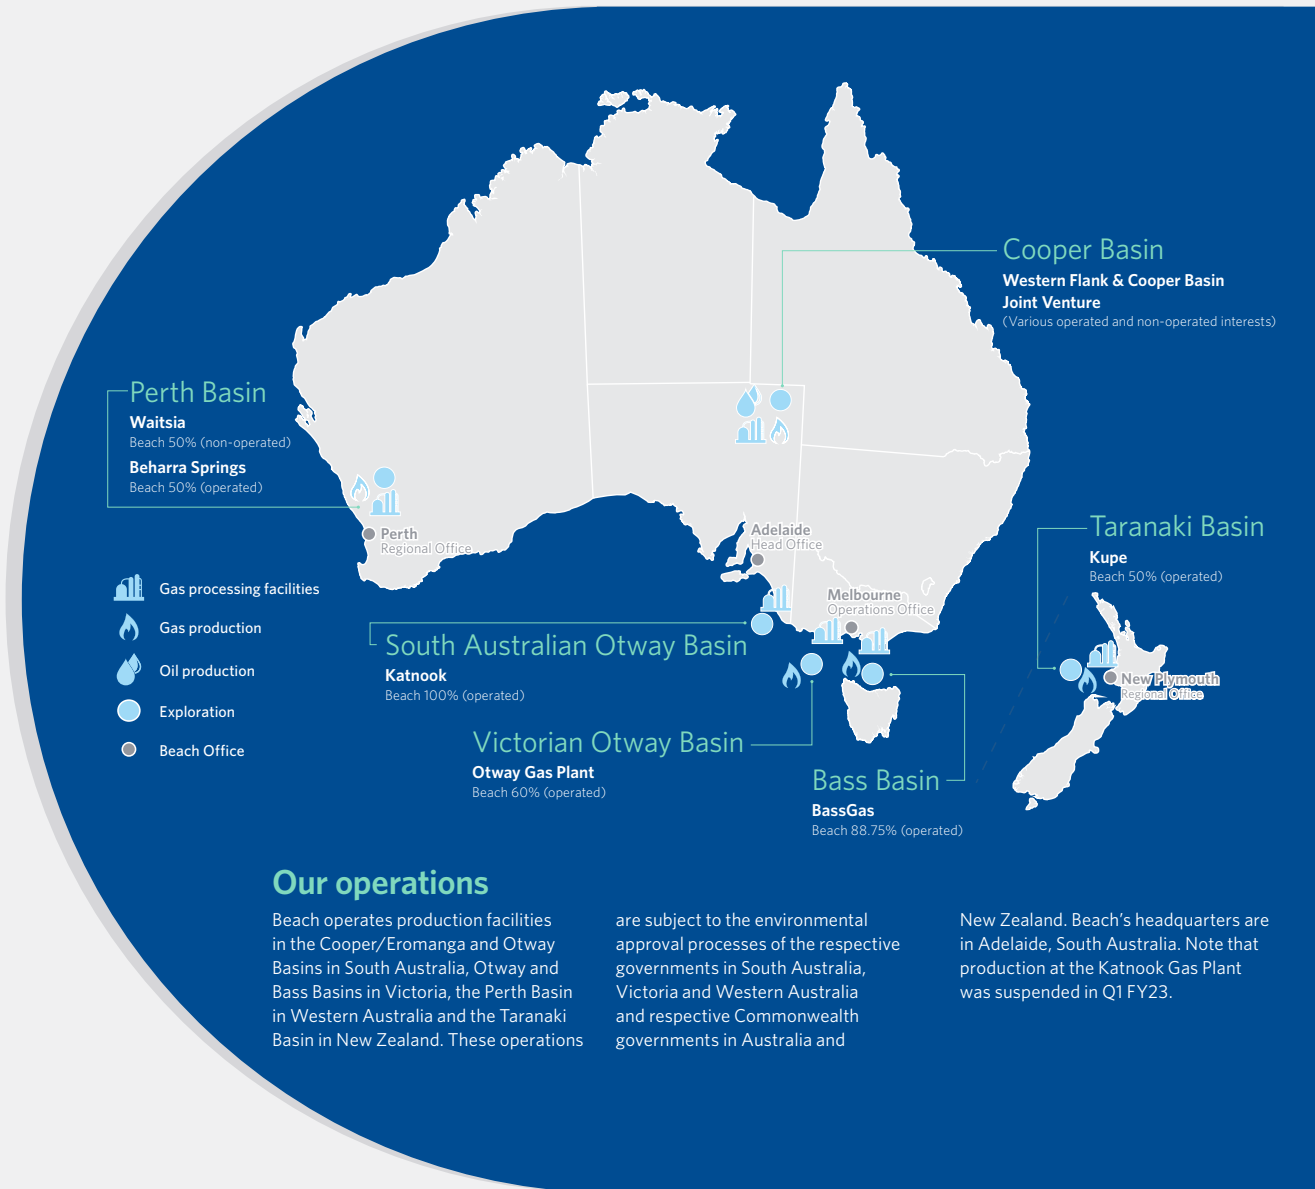 Cooper Basin
Western Flank & Cooper Basin
Joint Venture
(Various operated and non-operated interests)
Perth Basin
Waitsia
Beach 50% (non-operated)
Beharra Springs
Beach 50% (operated)
Perth
Regional Office
Adelaide
Head Office
Melbourne
Operations Office
Taranaki Basin
Kupe
Beach 50% (operated)
New Plymouth
Regional Office
Gas processing facilities
Gas production
Oil production
Exploration
Beach Office
South Australian Otway Basin
Katnook
Beach 100% (operated)
Victorian Otway Basin
Otway Gas Plant
Beach 60% (operated)
Bass Basin
BassGas
Beach 88.75% (operated)
Our operations
Beach operates production facilities
in the Cooper/Eromanga and Otway
Basins in South Australia, Otway and
Bass Basins in Victoria, the Perth Basin
in Western Australia and the Taranaki
Basin in New Zealand. These operations
are subject to the environmental
approval processes of the respective
governments in South Australia,
Victoria and Western Australia
and respective Commonwealth
governments in Australia and
New Zealand. Beach's headquarters are
in Adelaide, South Australia. Note that
production at the Katnook Gas Plant
was suspended in Q1 FY23.